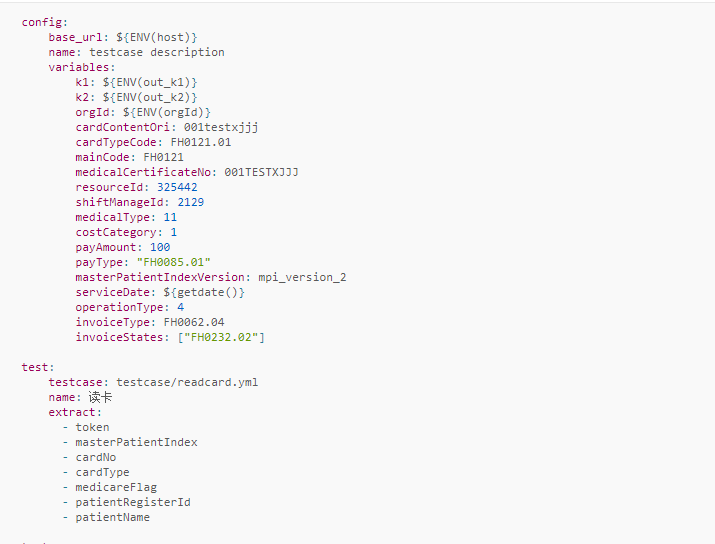 config:
base_url: ${ENV(host)}
name: testcase description
variables:
k1: ${ENV(out_k1)}
k2: ${ENV(out_k2)}
orgId: ${ENV(orgId)}
cardContentOri: 001testxjjj
cardTypeCode: FH0121.01
mainCode: FH0121
medicalCertificateNo: 001TESTXJJJ
resourceId: 325442
shiftManageId: 2129
medicalType: 11
costCategory: 1
payAmount: 100
payType: "FH0085.01"
masterPatientIndexVersion: mpi_version_2
serviceDate: ${getdate()}
operationType: 4
invoiceType: FH0062.04
invoiceStates: ["FH0232.02"]
test:
testcase: testcase/readcard.yml
name: 读卡
extract:
- token
- masterPatientIndex
- cardNo
- cardType
- medicareFlag
- patientRegisterId
- patientName